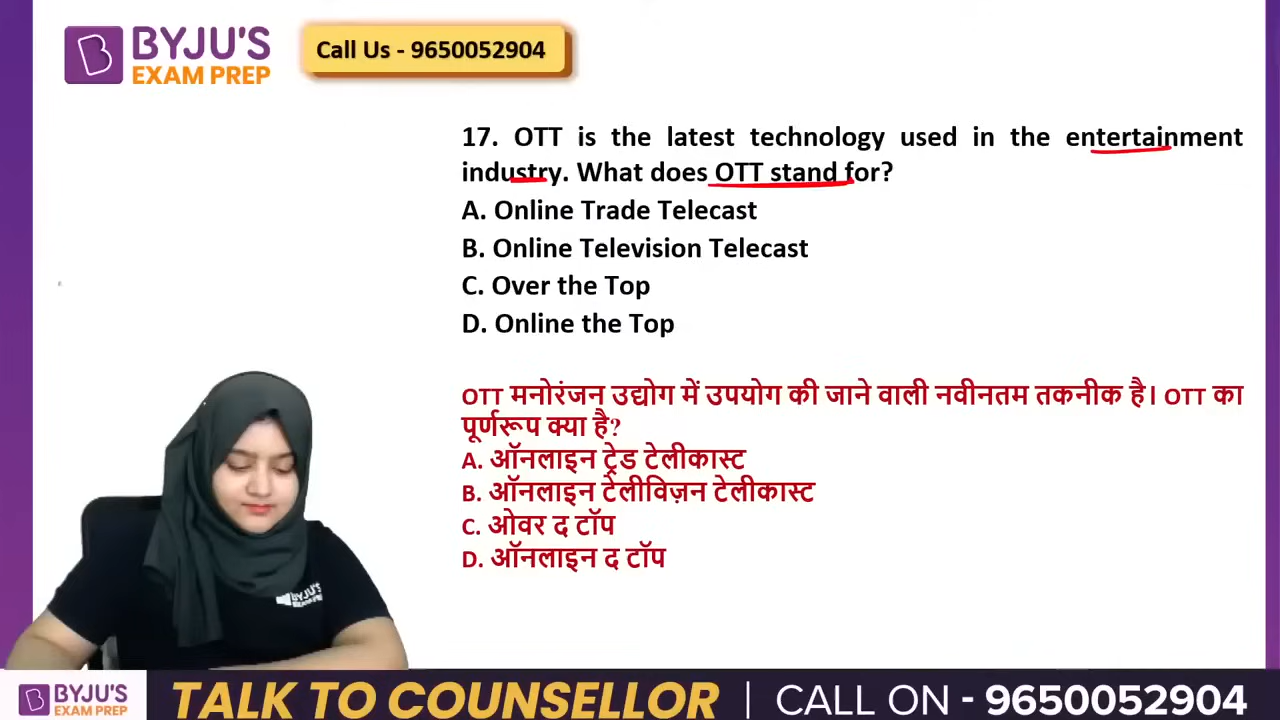 BYJU'S
EXAM PREP
Call Us - 9650052904
17. OTT is the latest technology used in the entertainment
industry. What does OTT stand for?
A. Online Trade Telecast
B. Online Television Telecast
C. Over the Top
D. Online the Top
OTT मनोरंजन उद्योग में उपयोग की जाने वाली नवीनतम तकनीक है। OTT का
पूर्णरूप क्या है?
A. ऑनलाइन ट्रेड टेलीकास्ट
B. ऑनलाइन टेलीविज़न टेलीकास्ट
C. ओवर द टॉप
D. ऑनलाइन द टॉप
BYJU'S
EXAM PREP
BYJU'S
EXAM PREP
TALK TO COUNSELLOR | CALL ON - 9650052904